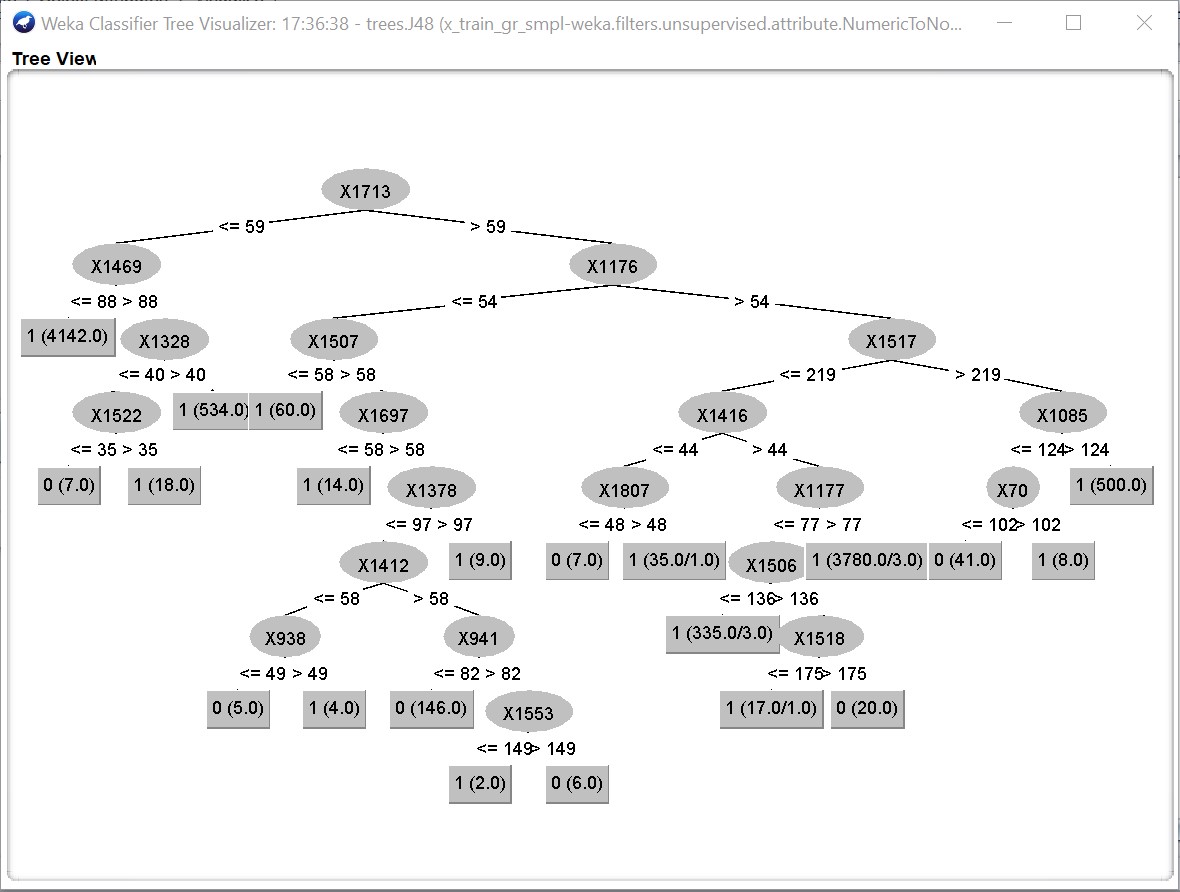 Weka Classifier Tree Visualizer: 17:36:38 - trees.J48 (x_train_gr_smpl-weka.filters.unsupervised.attribute.NumericToNo...
Tree View
X1713
<= 59 > 59
X1469 X1176
<= 88 > 88 <= 54 > 54
1 (4142.0) X1328 X1507 X1517
<= 40 > 40 <= 58 > 58 <= 219 > 219
X1522 1 (534.0) 1 (60.0) X1697 X1416 X1085
<= 35 > 35 <= 58 > 58 <= 44 > 44 <= 124 > 124
0 (7.0) 1 (18.0) 1 (14.0) X1378 X1807 X1177 X70 1 (500.0)
<= 97 > 97 <= 48 > 48 <= 77 > 77 <= 102 > 102
X1412 1 (9.0) 0 (7.0) 1 (35.0/1.0) X1506 1 (3780.0/3.0) 0 (41.0) 1 (8.0)
<= 58 > 58 <= 136 > 136
X938 X941 1 (335.0/3.0) X1518
<= 49 > 49 <= 82 > 82 <= 175 > 175
0 (5.0) 1 (4.0) 0 (146.0) X1553 1 (17.0/1.0) 0 (20.0)
<= 149 > 149
1 (2.0) 0 (6.0)